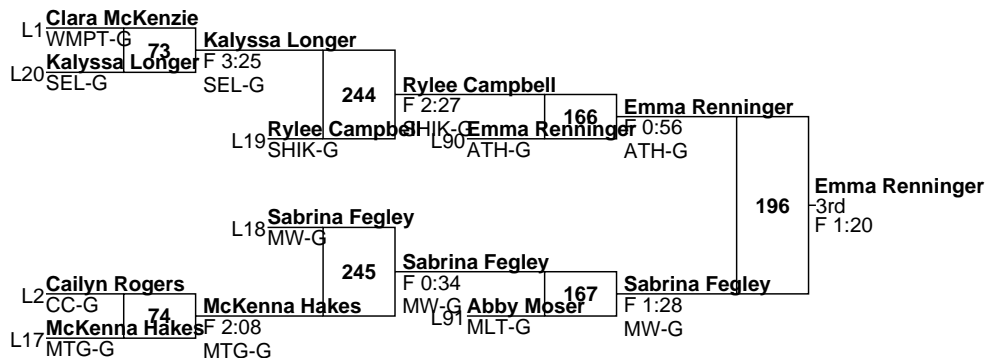 L1 Clara McKenzie
WMPT-G
73
L20 Kalyssa Longer
SEL-G
Kalyssa Longer
F 3:25
SEL-G
244
L19 Rylee Campbell
SHIK-G
Rylee Campbell
F 2:27
SHIK-G
166
L90 Emma Renninger
ATH-G
Emma Renninger
F 0:56
ATH-G
196
Emma Renninger
3rd
F 1:20
L18 Sabrina Fegley
MW-G
245
Sabrina Fegley
F 0:34
MW-G
167
L91 Abby Moser
MLT-G
Sabrina Fegley
F 1:28
MW-G
L2 Cailyn Rogers
CC-G
74
L17 McKenna Hakes
MTG-G
McKenna Hakes
F 2:08
MTG-G